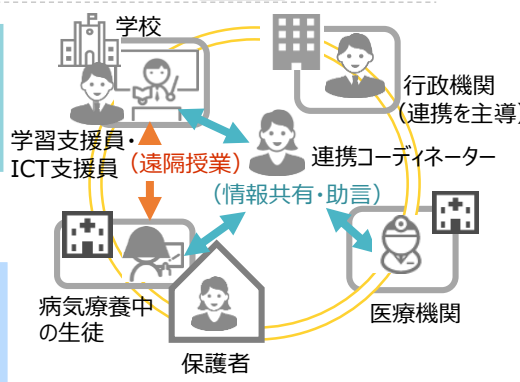 学校
行政機関
（連携を主導）
学習支援員・
ICT支援員
（遠隔授業）
連携コーディネーター
（情報共有・助言）
病気療養中
の生徒
医療機関
保護者